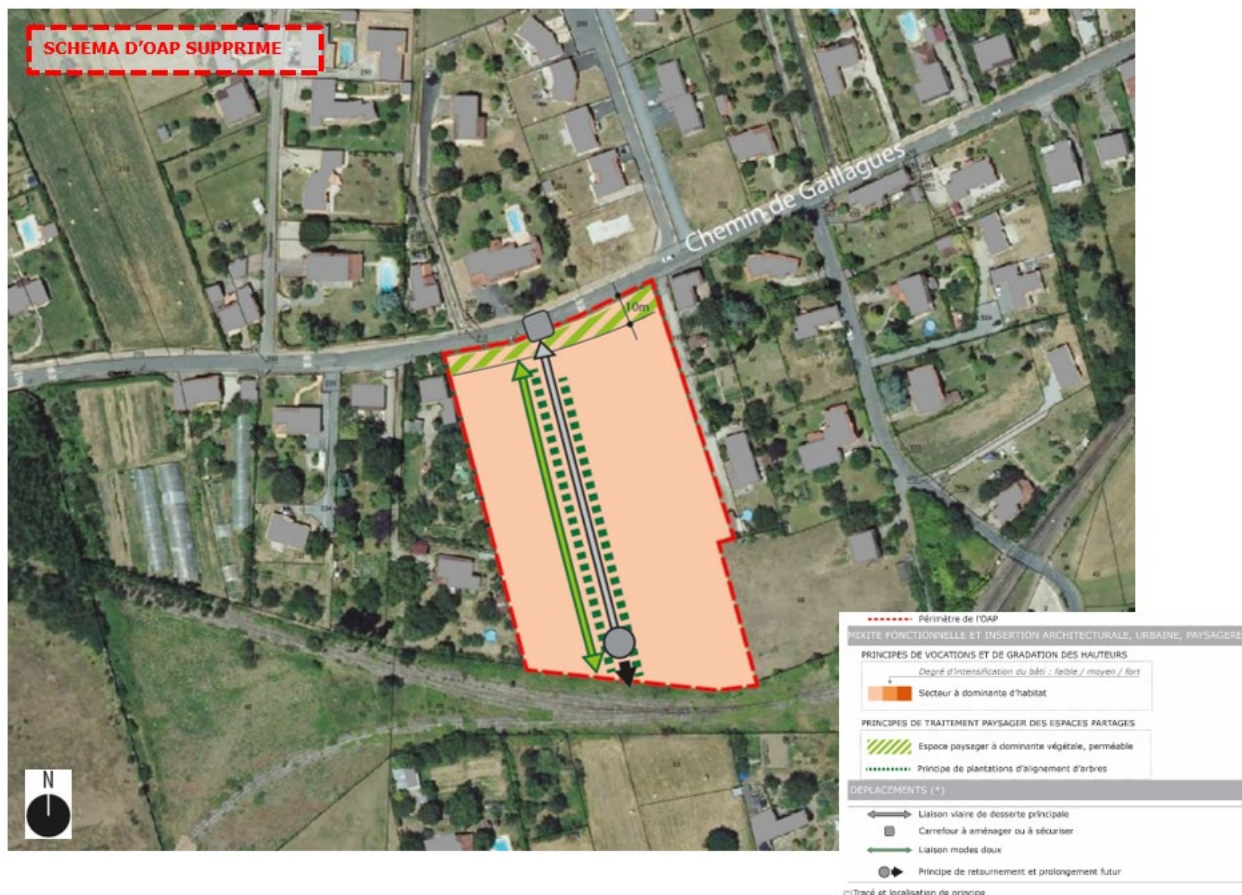 SCHEMA D'OAP SUPPRIME
Chemin de Gaillagues
10m
N
Périmètre de l'OAP
MIXITE FONCTIONNELLE ET INSERTION ARCHITECTURALE, URBAINE, PAYSAGERE
PRINCIPES DE VOCATIONS ET DE GRADATION DES HAUTEURS
Degré d'intensification du bâti : faible / moyen / fort
Secteur à dominante d'habitat
PRINCIPES DE TRAITEMENT PAYSAGER DES ESPACES PARTAGES
Espace paysager à dominante végétale, perméable
Principe de plantations d'alignement d'arbres
DEPLACEMENTS (*)
Liaison viaire de desserte principale
Carrefour à aménager ou à sécuriser
Liaison modes doux
Principe de retournement et prolongement futur
(*)Tracé et localisation de principe